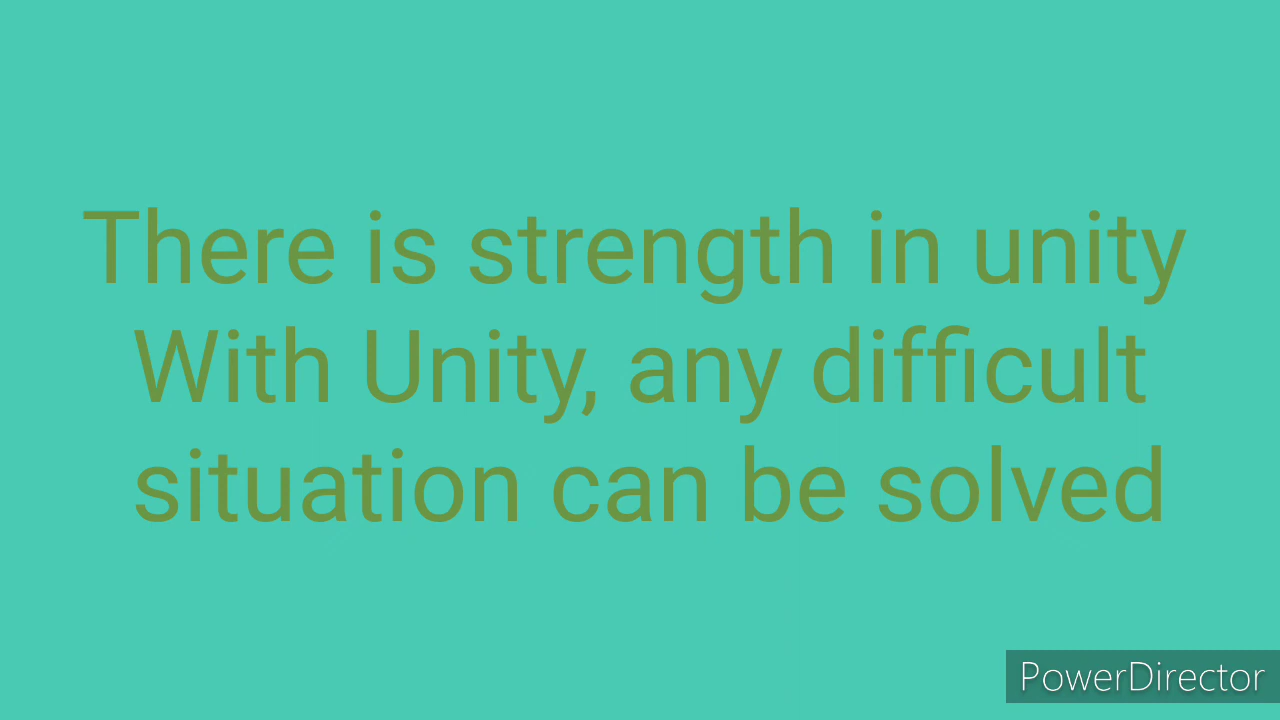 There is strength in unity
With Unity, any difficult
situation can be solved
PowerDirector